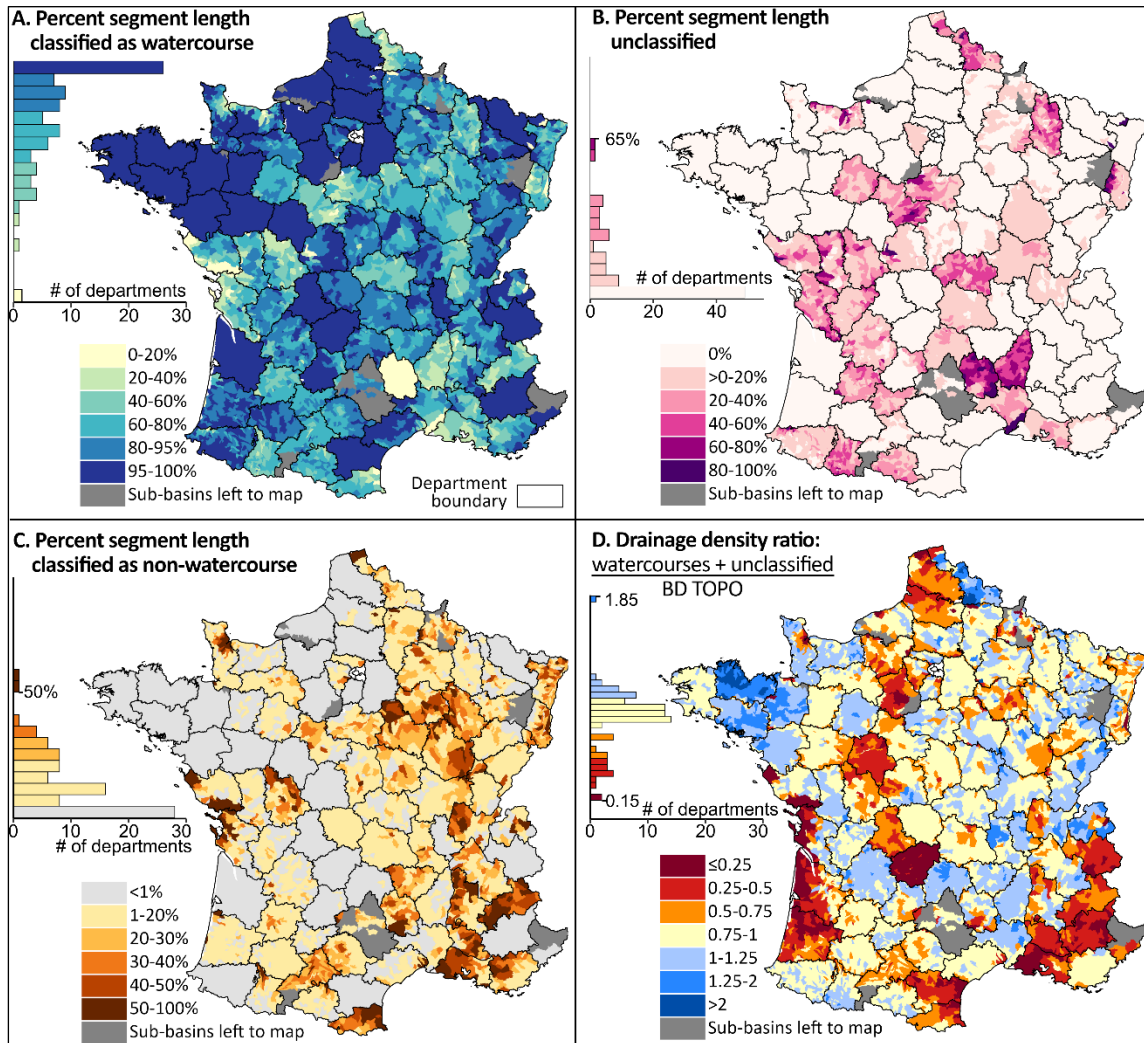 A. Percent segment length
classified as watercourse
# of departments
0 10 20 30
0-20%
20-40%
40-60%
60-80%
80-95%
95-100%
Sub-basins left to map
Department
boundary
B. Percent segment length
unclassified
65%
# of departments
0 10 20 30
0%
>0-20%
20-40%
40-60%
60-80%
80-100%
Sub-basins left to map
C. Percent segment length
classified as non-watercourse
50%
0 10 20 30
# of departments
<1%
1-20%
20-30%
30-40%
40-50%
50-100%
Sub-basins left to map
D. Drainage density ratio:
watercourses + unclassified
BD TOPO
1.85
0.15
# of departments
0 10 20 30
≤0.25
0.25-0.5
0.5-0.75
0.75-1
1-1.25
1.25-2
>2
Sub-basins left to map